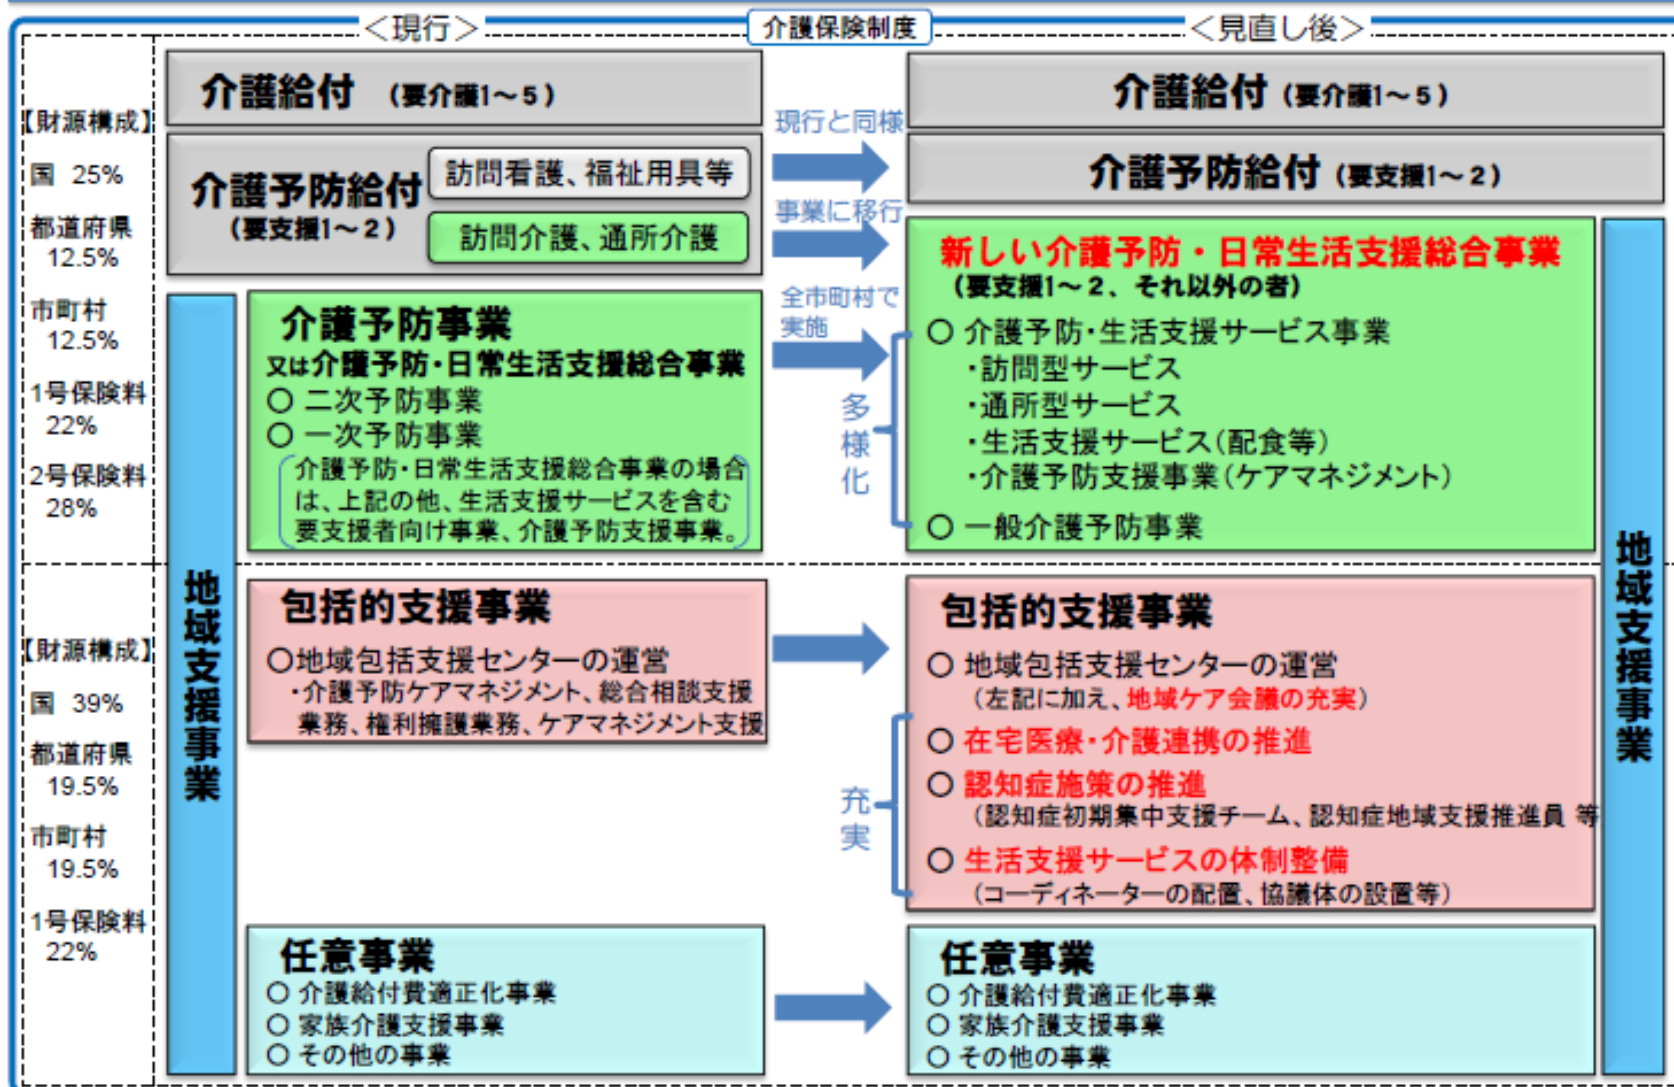 介護保険制度
＜現行＞
＜見直し後＞
【財源構成】
国 25%
都道府県
12.5%
市町村
12.5%
1号保険料
22%
2号保険料
28%
【財源構成】
国 39%
都道府県
19.5%
市町村
19.5%
1号保険料
22%
介護給付 （要介護1～5）
介護予防給付
（要支援1～2）
訪問看護、福祉用具等
訪問介護、通所介護
地域支援事業
介護予防事業
又は介護予防・日常生活支援総合事業
○ 二次予防事業
○ 一次予防事業
介護予防・日常生活支援総合事業の場合
は、上記の他、生活支援サービスを含む
要支援者向け事業、介護予防支援事業。
包括的支援事業
○地域包括支援センターの運営
・介護予防ケアマネジメント、総合相談支援
業務、権利擁護業務、ケアマネジメント支援
任意事業
○ 介護給付費適正化事業
○ 家族介護支援事業
○ その他の事業
現行と同様
事業に移行
全市町村で
実施
多様化
充実
介護給付（要介護1～5）
介護予防給付（要支援1～2）
新しい介護予防・日常生活支援総合事業
（要支援1～2、それ以外の者）
○ 介護予防・生活支援サービス事業
・訪問型サービス
・通所型サービス
・生活支援サービス（配食等）
・介護予防支援事業（ケアマネジメント）
○ 一般介護予防事業
包括的支援事業
○ 地域包括支援センターの運営
（左記に加え、地域ケア会議の充実）
○ 在宅医療・介護連携の推進
○ 認知症施策の推進
（認知症初期集中支援チーム、認知症地域支援推進員 等
○ 生活支援サービスの体制整備
（コーディネーターの配置、協議体の設置等）
任意事業
○ 介護給付費適正化事業
○ 家族介護支援事業
○ その他の事業
地域支援事業